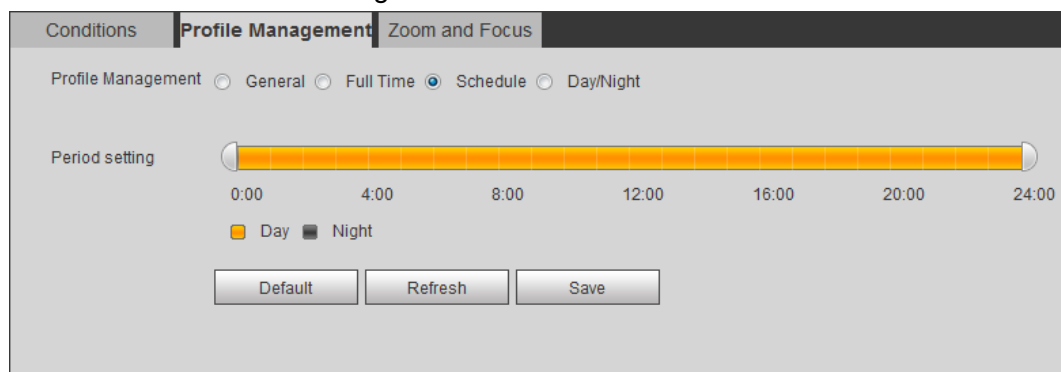 Conditions Profile Management Zoom and Focus
Profile Management General Full Time Schedule Day/Night
Period setting
0:00 4:00 8:00 12:00 16:00 20:00 24:00
Day Night
Default Refresh Save